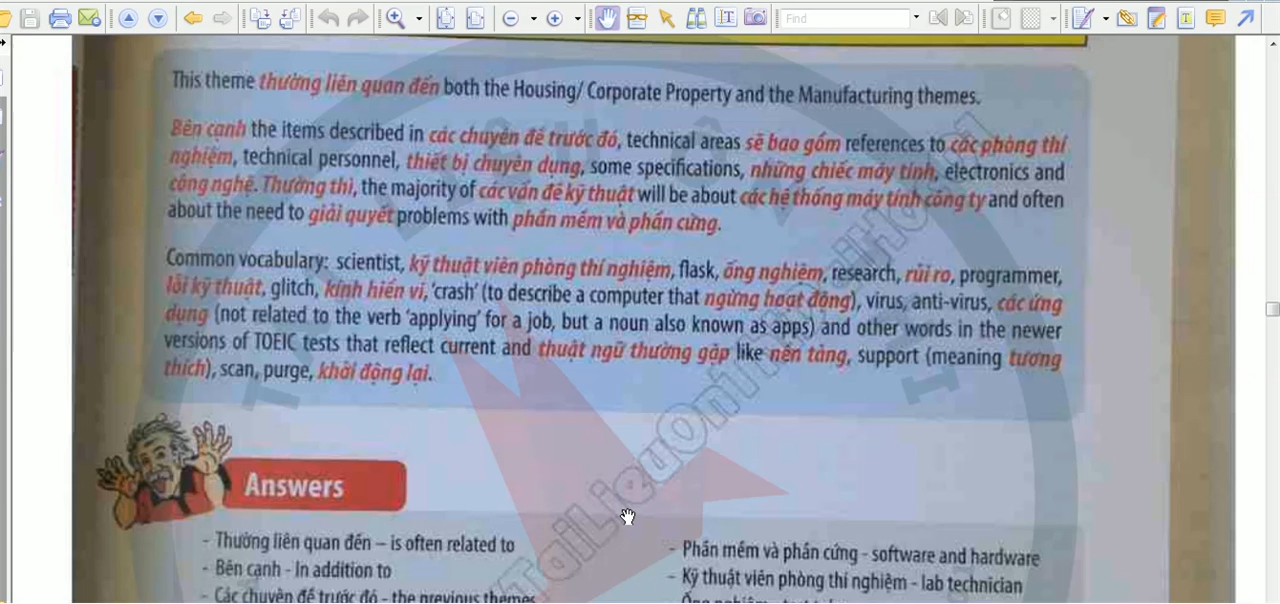 Find
This theme thường liên quan đến both the Housing/ Corporate Property and the Manufacturing themes.
Bên cạnh the items described in các chuyên đề trước đó, technical areas sẽ bao gồm references to các phòng thí
nghiệm, technical personnel, thiết bị chuyên dụng, some specifications, những chiếc máy tính, electronics and
công nghệ. Thường thì, the majority of các vấn đề kỹ thuật will be about các hệ thống máy tính công ty and often
about the need to giải quyết problems with phần mềm và phần cứng.
Common vocabulary: scientist, kỹ thuật viên phòng thí nghiệm, flask, ống nghiệm, research, rủi ro, programmer,
lỗi kỹ thuật, glitch, kính hiển vi, 'crash' (to describe a computer that ngừng hoạt động), virus, anti-virus, các ứng
dụng (not related to the verb 'applying' for a job, but a noun also known as apps) and other words in the newer
versions of TOEIC tests that reflect current and thuật ngữ thường gặp like nền tảng, support (meaning tương
thích), scan, purge, khởi động lại.
Answers
- Thường liên quan đến – is often related to
- Bên cạnh - In addition to
- Các chuyên đề trước đó - the previous themes
- Phần mềm và phần cứng - software and hardware
- Kỹ thuật viên phòng thí nghiệm - lab technician